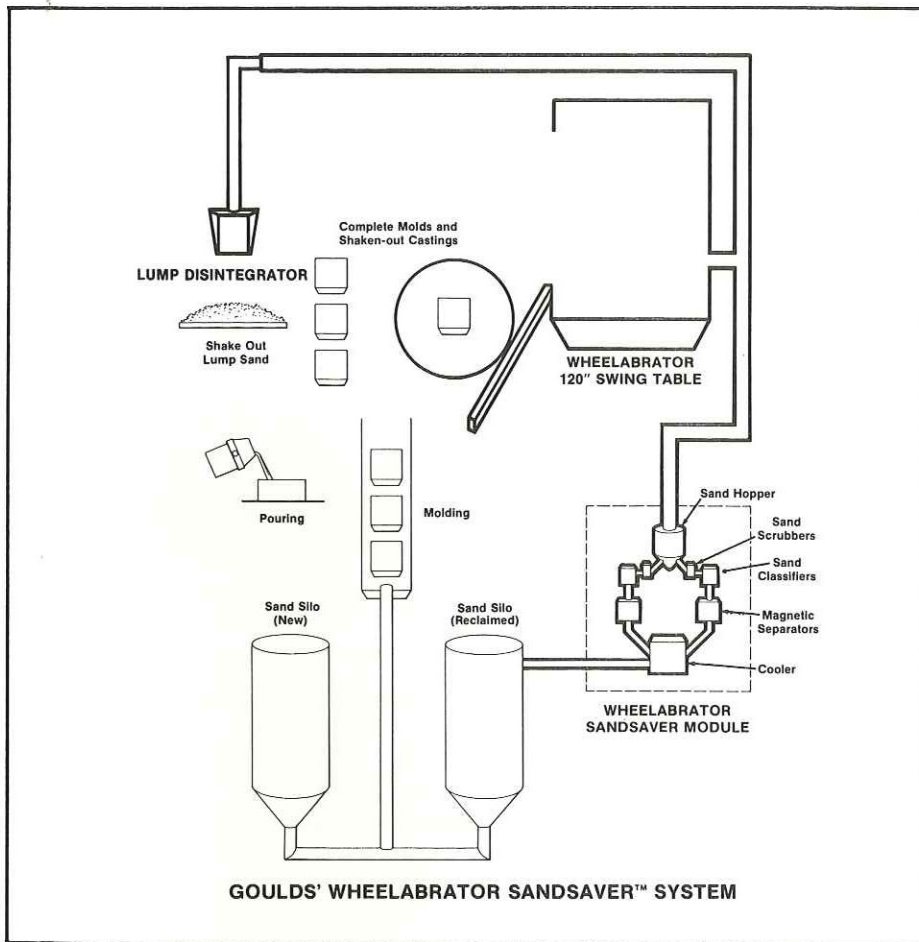 Complete Molds and
Shaken-out Castings
LUMP DISINTEGRATOR
Shake Out
Lump Sand
WHEELABRATOR
120" SWING TABLE
Pouring
Molding
Sand Hopper
Sand
Scrubbers
Sand
Classifiers
Magnetic
Separators
Cooler
Sand Silo
(New)
Sand Silo
(Reclaimed)
WHEELABRATOR
SANDSAVER MODULE
GOULDS' WHEELABRATOR SANDSAVER™ SYSTEM